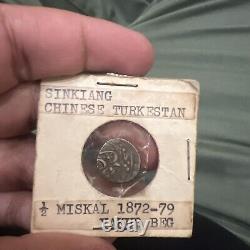 SINKIANG
CHINESE TURKESTAN
½ MISKAL 1872-79
BEG